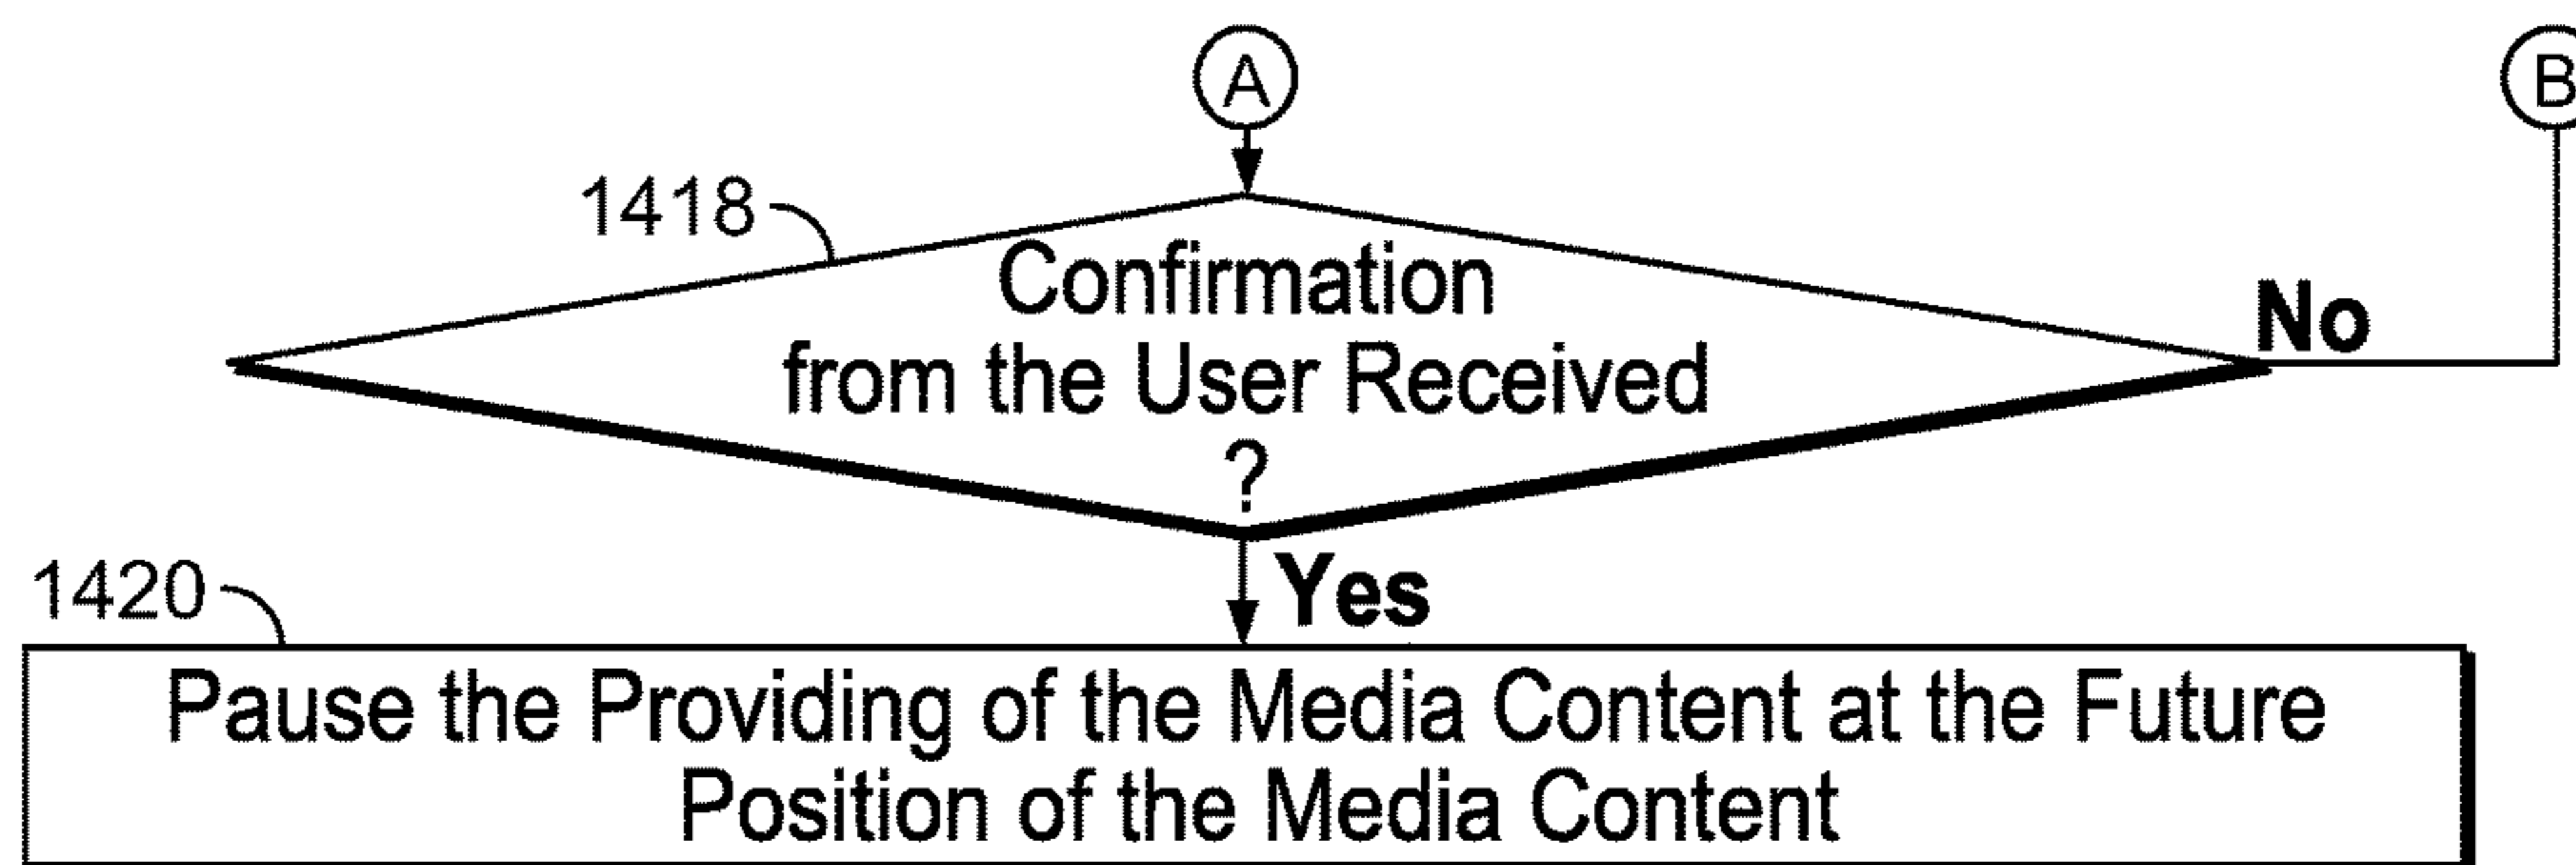 A
B
1418
Confirmation
from the User Received
?
No
Yes
1420
Pause the Providing of the Media Content at the Future
Position of the Media Content